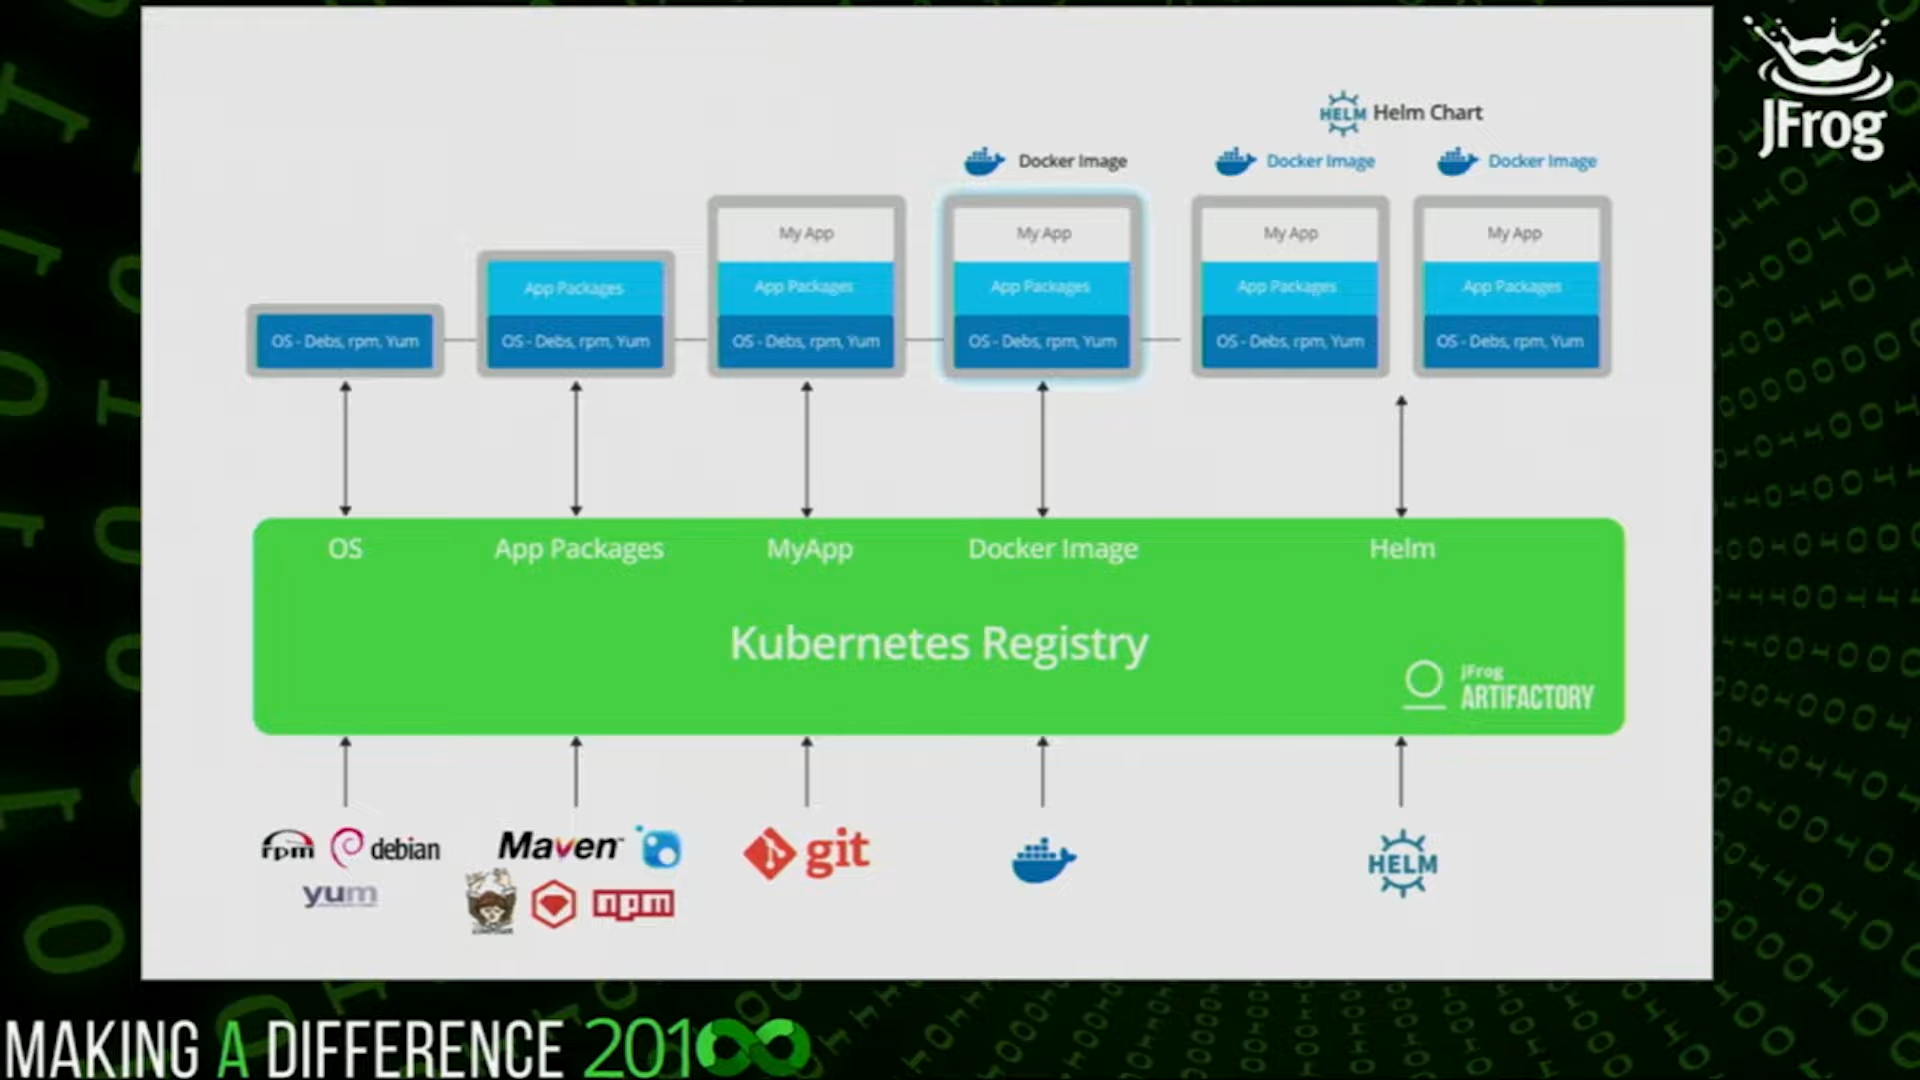 JFrog
HELM Helm Chart
Docker Image
Docker Image
Docker Image
My App
My App
My App
My App
App Packages
App Packages
App Packages
App Packages
App Packages
OS - Debs, rpm, Yum
OS - Debs, rpm, Yum
OS - Debs, rpm, Yum
OS - Debs, rpm, Yum
OS - Debs, rpm, Yum
OS - Debs, rpm, Yum
OS
App Packages
MyApp
Docker Image
Helm
Kubernetes Registry
JFrog
ARTIFACTORY
rpm
debian
yum
Maven
npm
git
HELM
MAKING A DIFFERENCE 2018